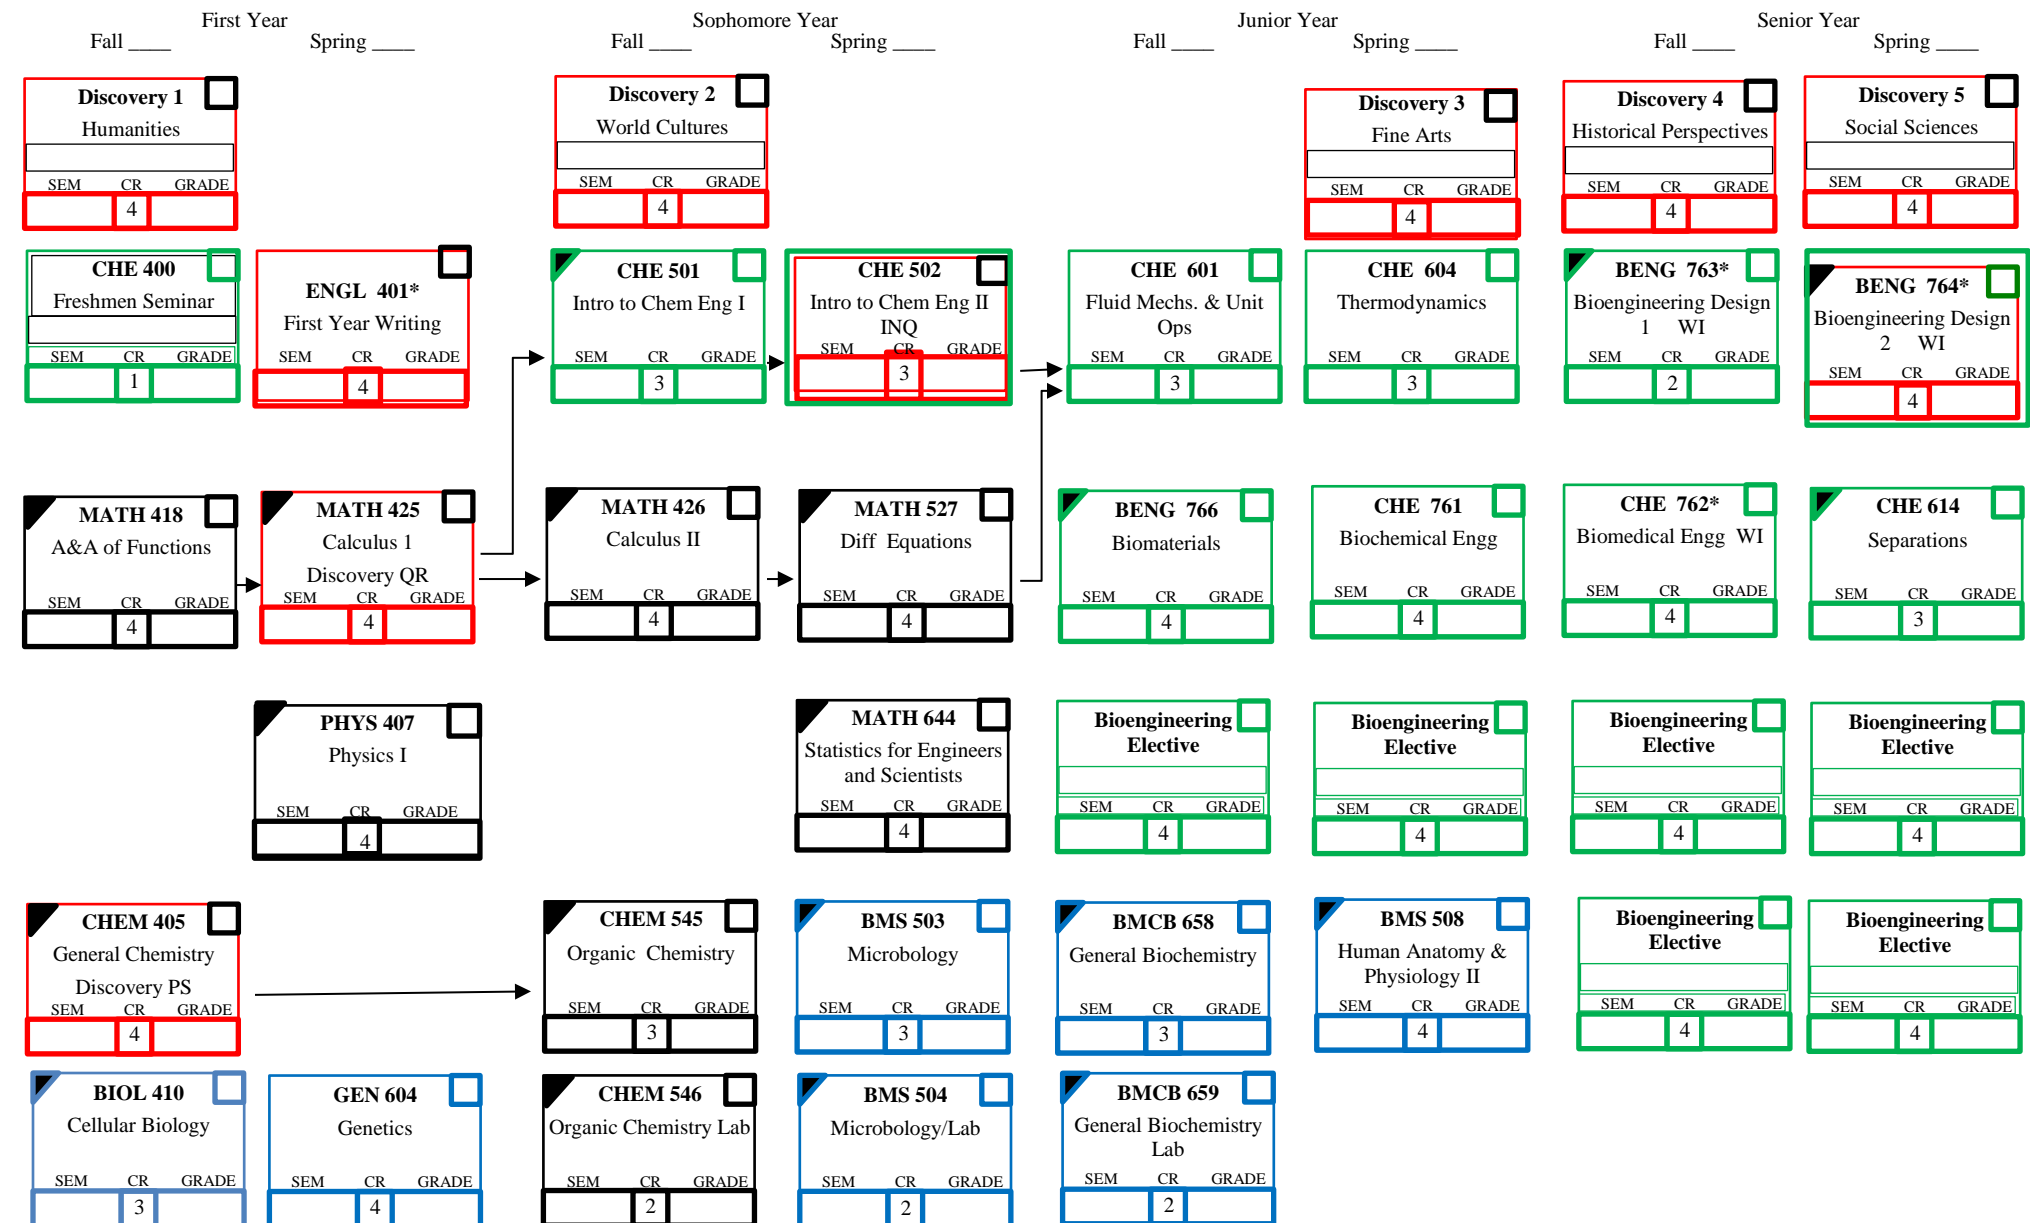 First Year
Sophomore Year
Junior Year
Senior Year
Fall ____
Spring ____
Fall ____
Spring ____
Fall ____
Spring ____
Fall ____
Spring ____
Discovery 1
Humanities
SEM CR GRADE
4
Discovery 2
World Cultures
SEM CR GRADE
4
Discovery 3
Fine Arts
SEM CR GRADE
4
Discovery 4
Historical Perspectives
SEM CR GRADE
4
Discovery 5
Social Sciences
SEM CR GRADE
4
CHE 400
Freshmen Seminar
SEM CR GRADE
1
ENGL 401*
First Year Writing
SEM CR GRADE
4
CHE 501
Intro to Chem Eng I
SEM CR GRADE
3
CHE 502
Intro to Chem Eng II
INQ
SEM CR GRADE
3
CHE 601
Fluid Mechs. & Unit
Ops
SEM CR GRADE
3
CHE 604
Thermodynamics
SEM CR GRADE
3
BENG 763*
Bioengineering Design
1 WI
SEM CR GRADE
2
BENG 764*
Bioengineering Design
2 WI
SEM CR GRADE
4
MATH 418
A&A of Functions
SEM CR GRADE
4
MATH 425
Calculus 1
Discovery QR
SEM CR GRADE
4
MATH 426
Calculus II
SEM CR GRADE
4
MATH 527
Diff Equations
SEM CR GRADE
4
BENG 766
Biomaterials
SEM CR GRADE
4
CHE 761
Biochemical Engg
SEM CR GRADE
4
CHE 762*
Biomedical Engg WI
SEM CR GRADE
4
CHE 614
Separations
SEM CR GRADE
3
PHYS 407
Physics I
SEM CR GRADE
4
MATH 644
Statistics for Engineers
and Scientists
SEM CR GRADE
4
Bioengineering
Elective
SEM CR GRADE
4
Bioengineering
Elective
SEM CR GRADE
4
Bioengineering
Elective
SEM CR GRADE
4
Bioengineering
Elective
SEM CR GRADE
4
CHEM 405
General Chemistry
Discovery PS
SEM CR GRADE
4
CHEM 545
Organic Chemistry
SEM CR GRADE
3
BMS 503
Microbology
SEM CR GRADE
3
BMCB 658
General Biochemistry
SEM CR GRADE
3
BMS 508
Human Anatomy &
Physiology II
SEM CR GRADE
4
Bioengineering
Elective
SEM CR GRADE
4
Bioengineering
Elective
SEM CR GRADE
4
BIOL 410
Cellular Biology
SEM CR GRADE
3
GEN 604
Genetics
SEM CR GRADE
4
CHEM 546
Organic Chemistry Lab
SEM CR GRADE
2
BMS 504
Microbology/Lab
SEM CR GRADE
2
BMCB 659
General Biochemistry
Lab
SEM CR GRADE
2